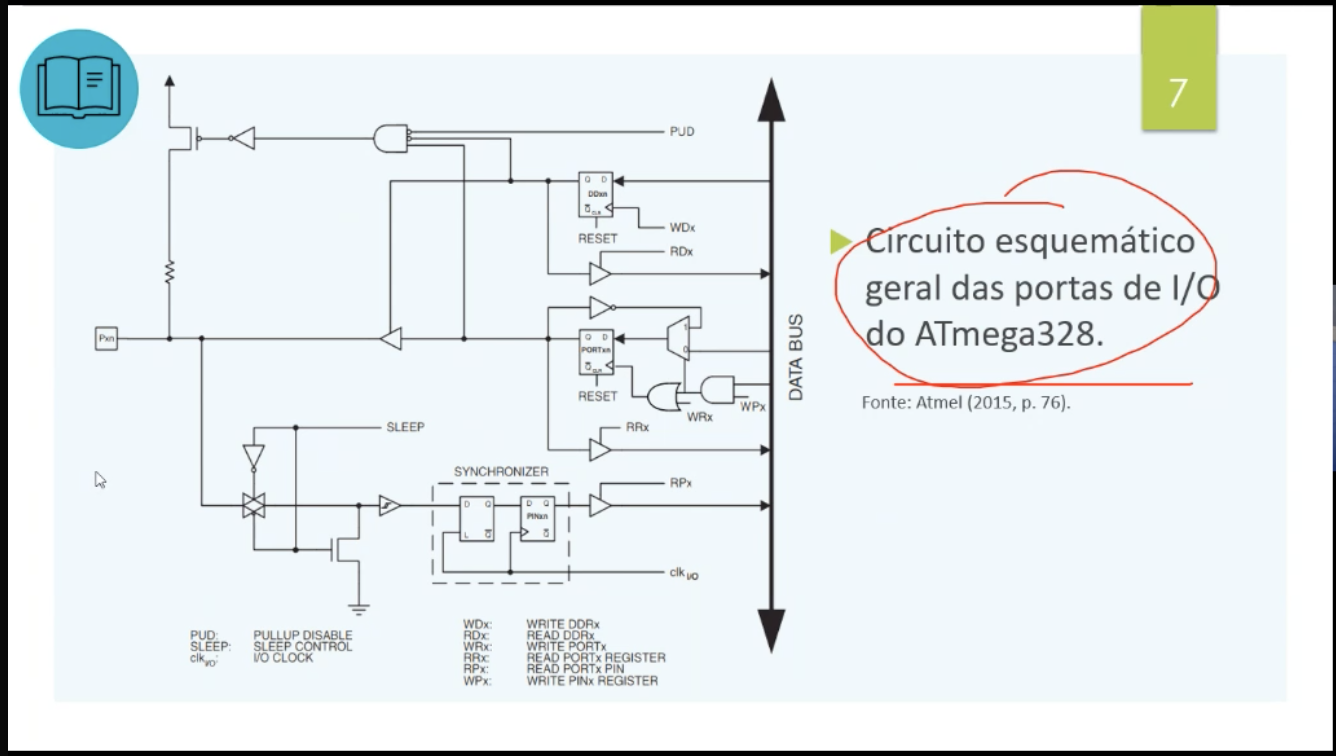 7
PUD
Q D
DDxn
Q CLR
WDx
RESET
RDx
Pxn
1
Q D
PORTxn
0
Q CLR
RESET
WPx
WRx
RRx
SLEEP
SYNCHRONIZER
RPx
D Q
D Q
PINxn
L Q
Q
clk I/O
DATA BUS
Circuito esquemático
geral das portas de I/O
do ATmega328.
Fonte: Atmel (2015, p. 76).
PUD: PULLUP DISABLE
SLEEP: SLEEP CONTROL
clkI/O: I/O CLOCK
WDx: WRITE DDRx
RDx: READ DDRx
WRx: WRITE PORTx
RRx: READ PORTx REGISTER
RPx: READ PORTx PIN
WPx: WRITE PINx REGISTER